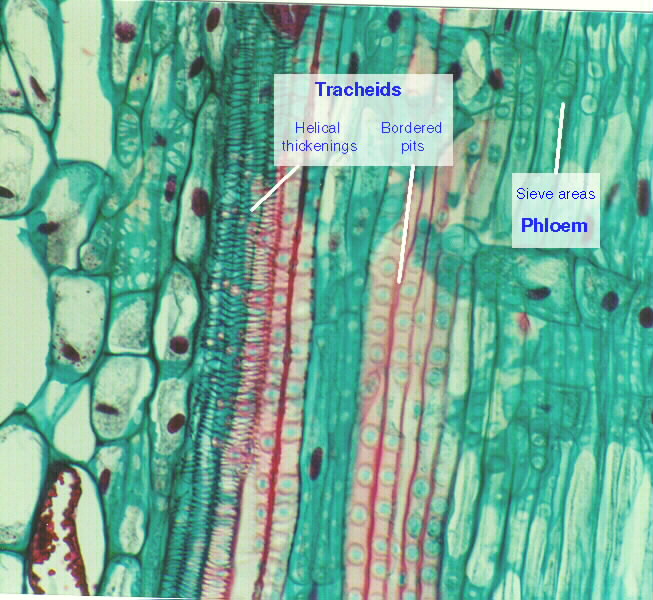 Tracheids
Helical thickenings
Bordered pits
Sieve areas
Phloem